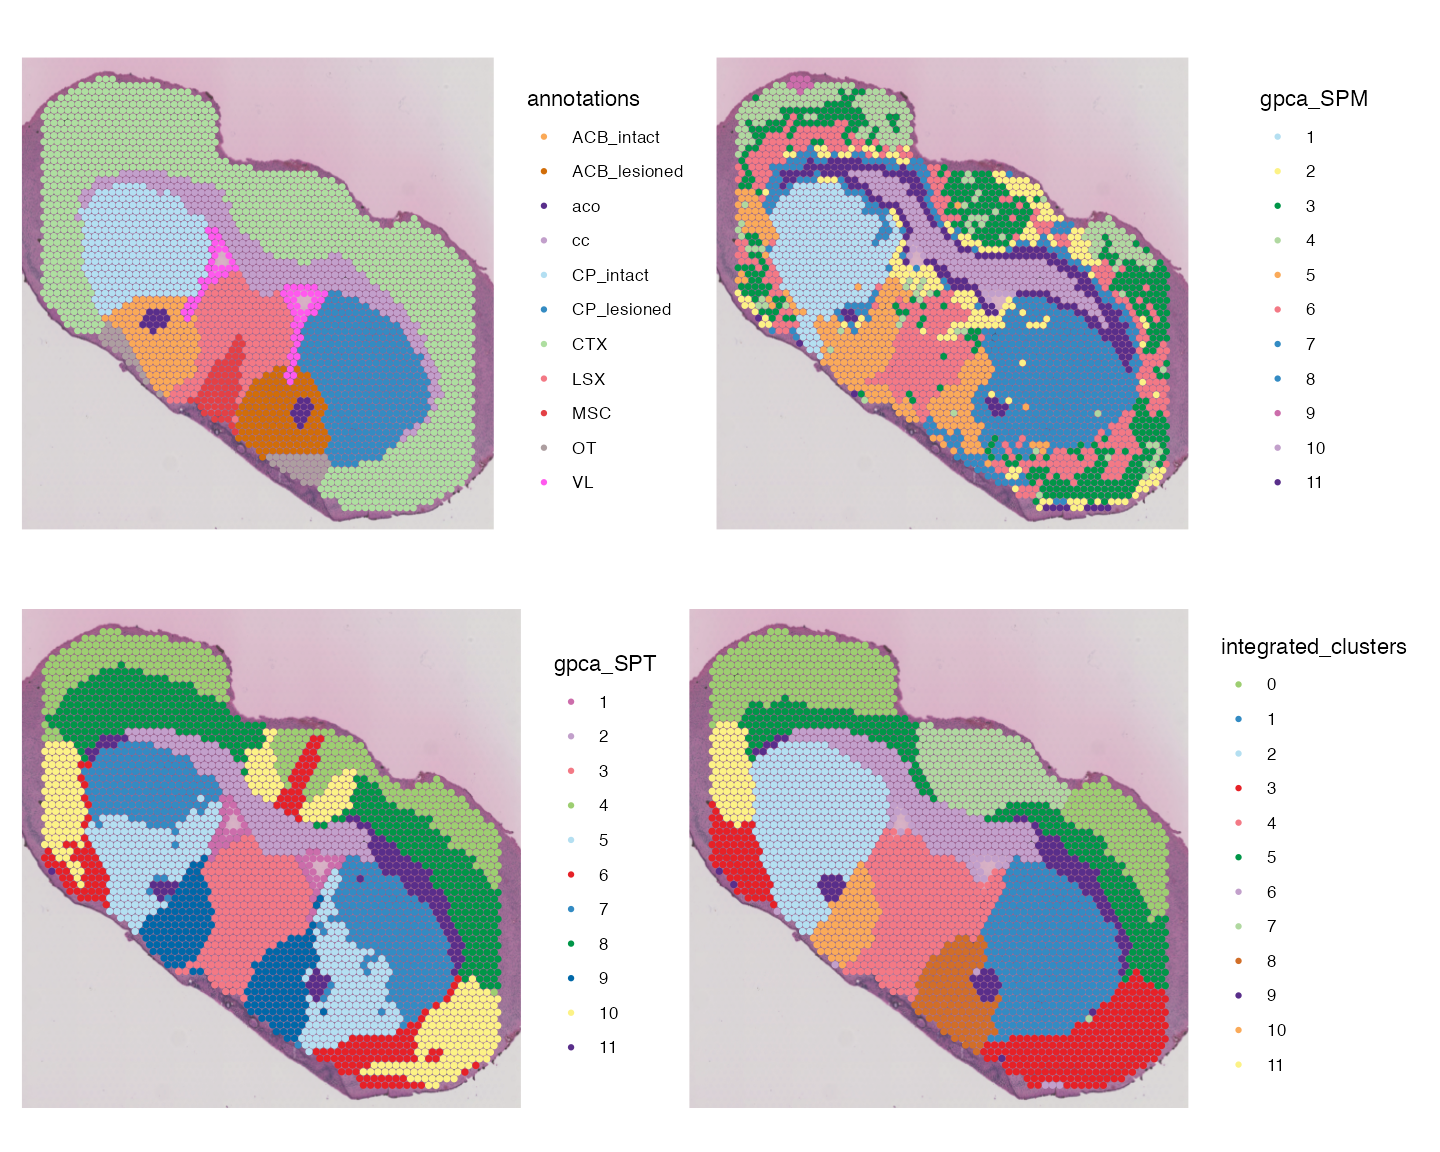 annotations
ACB_intact
ACB_lesioned
aco
cc
CP_intact
CP_lesioned
CTX
LSX
MSC
OT
VL
gpca_SPM
1
2
3
4
5
6
7
8
9
10
11
gpca_SPT
1
2
3
4
5
6
7
8
9
10
11
integrated_clusters
0
1
2
3
4
5
6
7
8
9
10
11